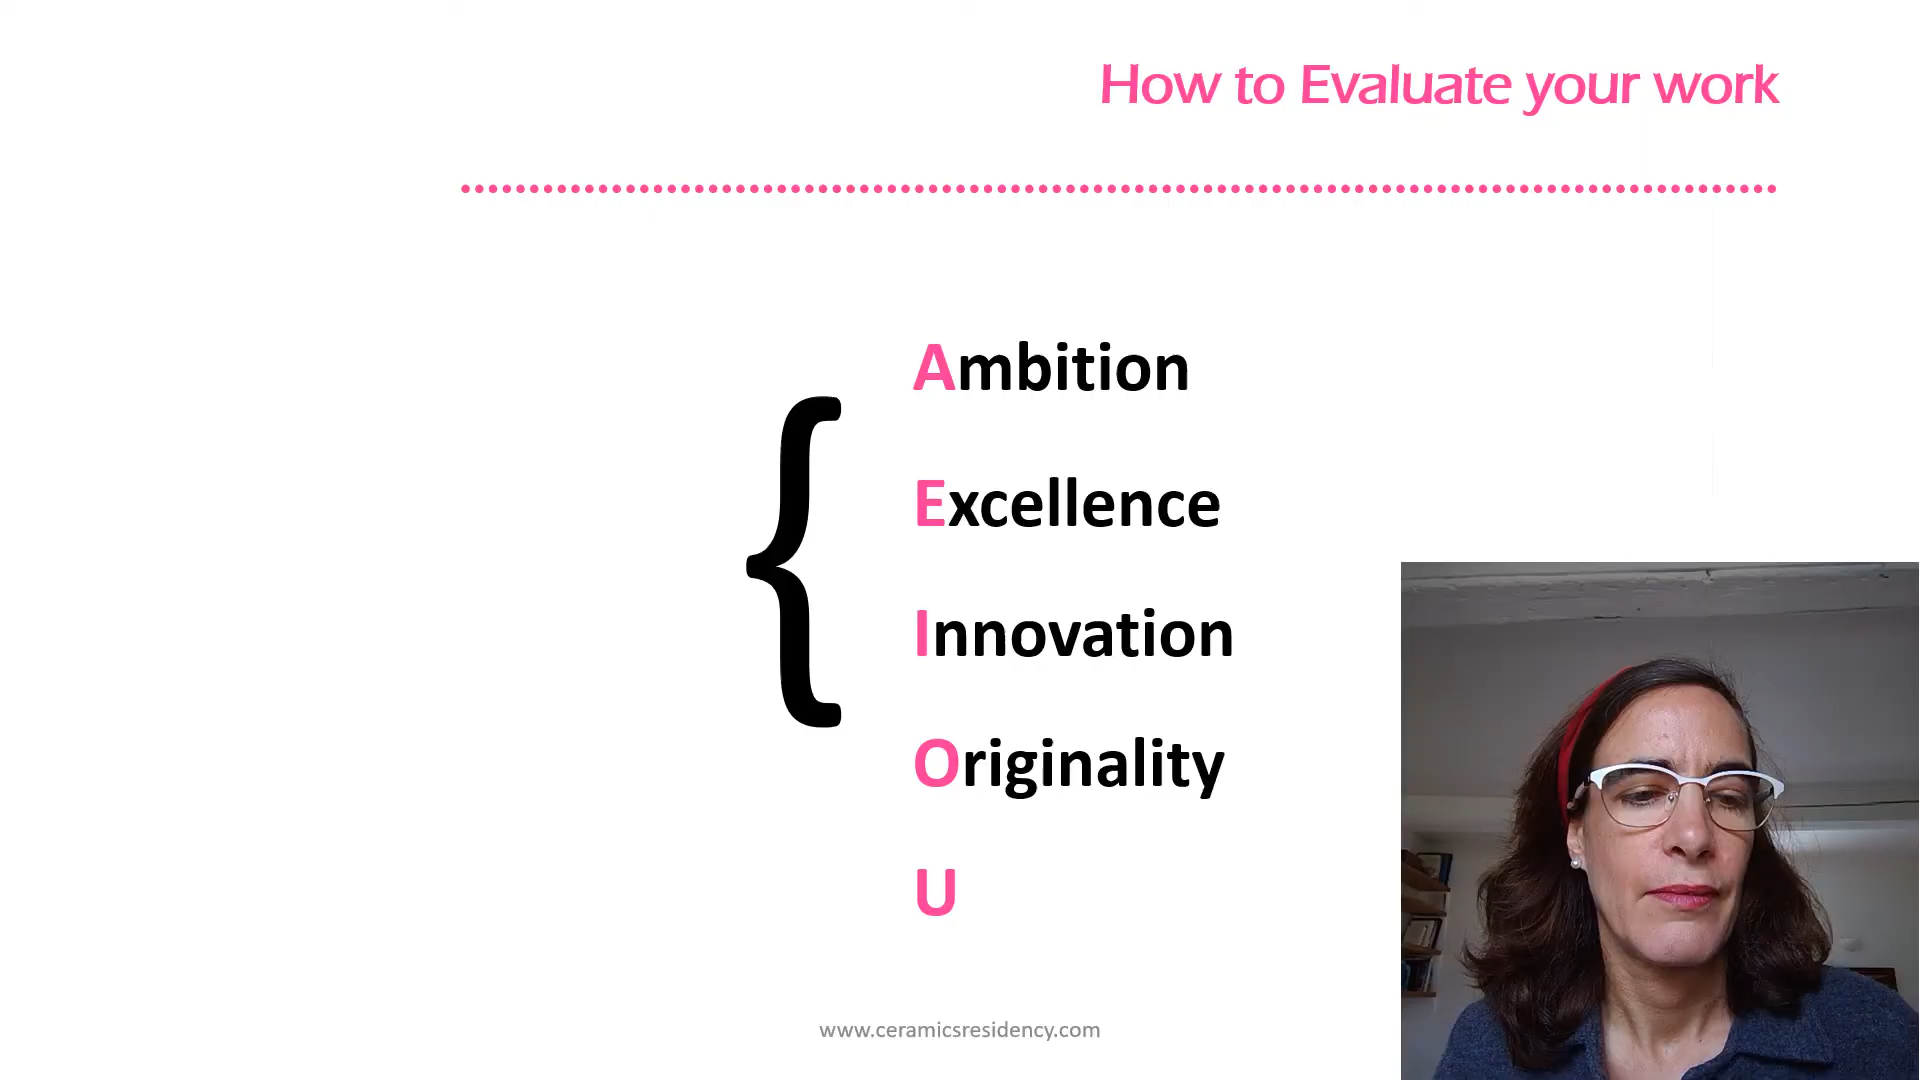 How to Evaluate your work
{
Ambition
Excellence
Innovation
Originality
U
www.ceramicsresidency.com